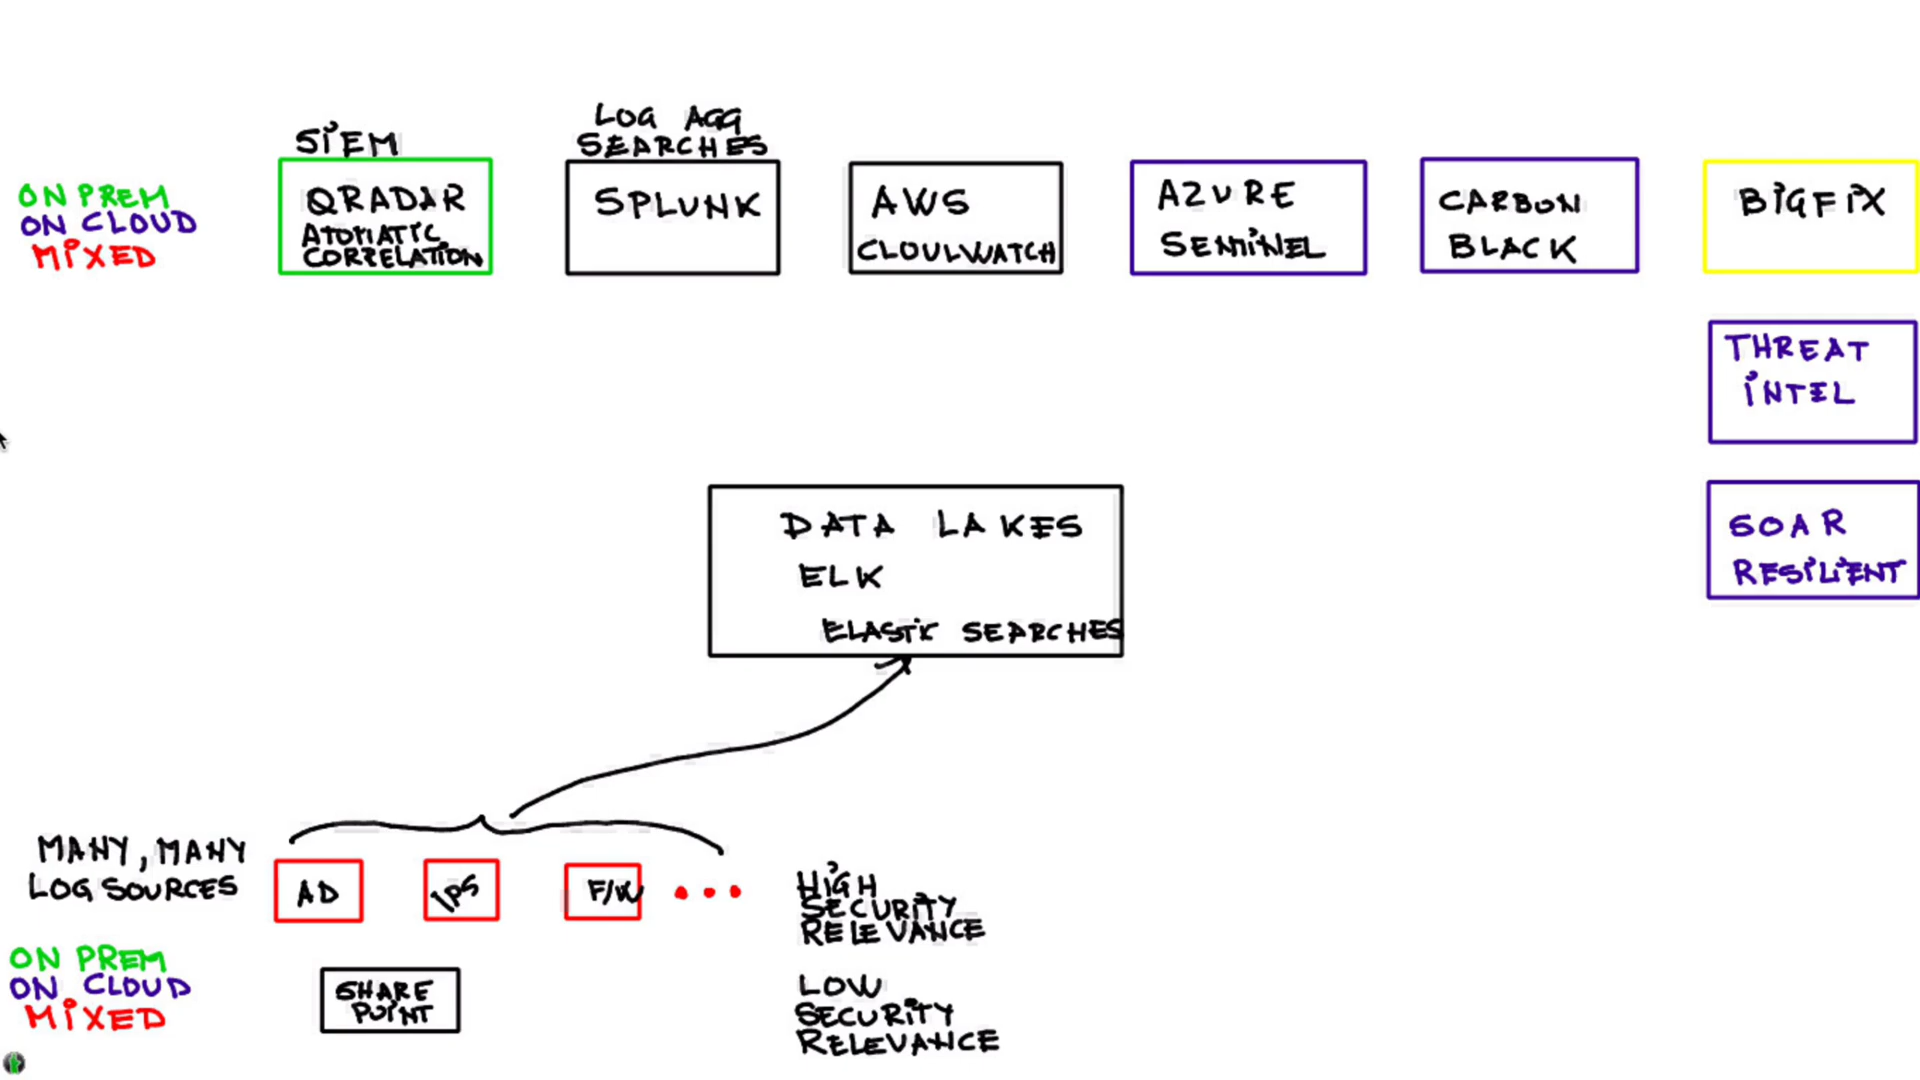 SIEM
LOG AGG
SEARCHES
ON PREM
ON CLOUD
MIXED
QRADAR
ATOMATIC
CORRELATION
SPLUNK
AWS
CLOULWATCH
AZURE
SENTINEL
CARBON
BLACK
BIGFIX
THREAT
INTEL
DATA LAKES
ELK
ELASTIC SEARCHES
SOAR
RESILIENT
MANY, MANY
LOG SOURCES
AD
IPS
F/W
HIGH
SECURITY
RELEVANCE
ON PREM
ON CLOUD
MIXED
SHARE
POINT
LOW
SECURITY
RELEVANCE